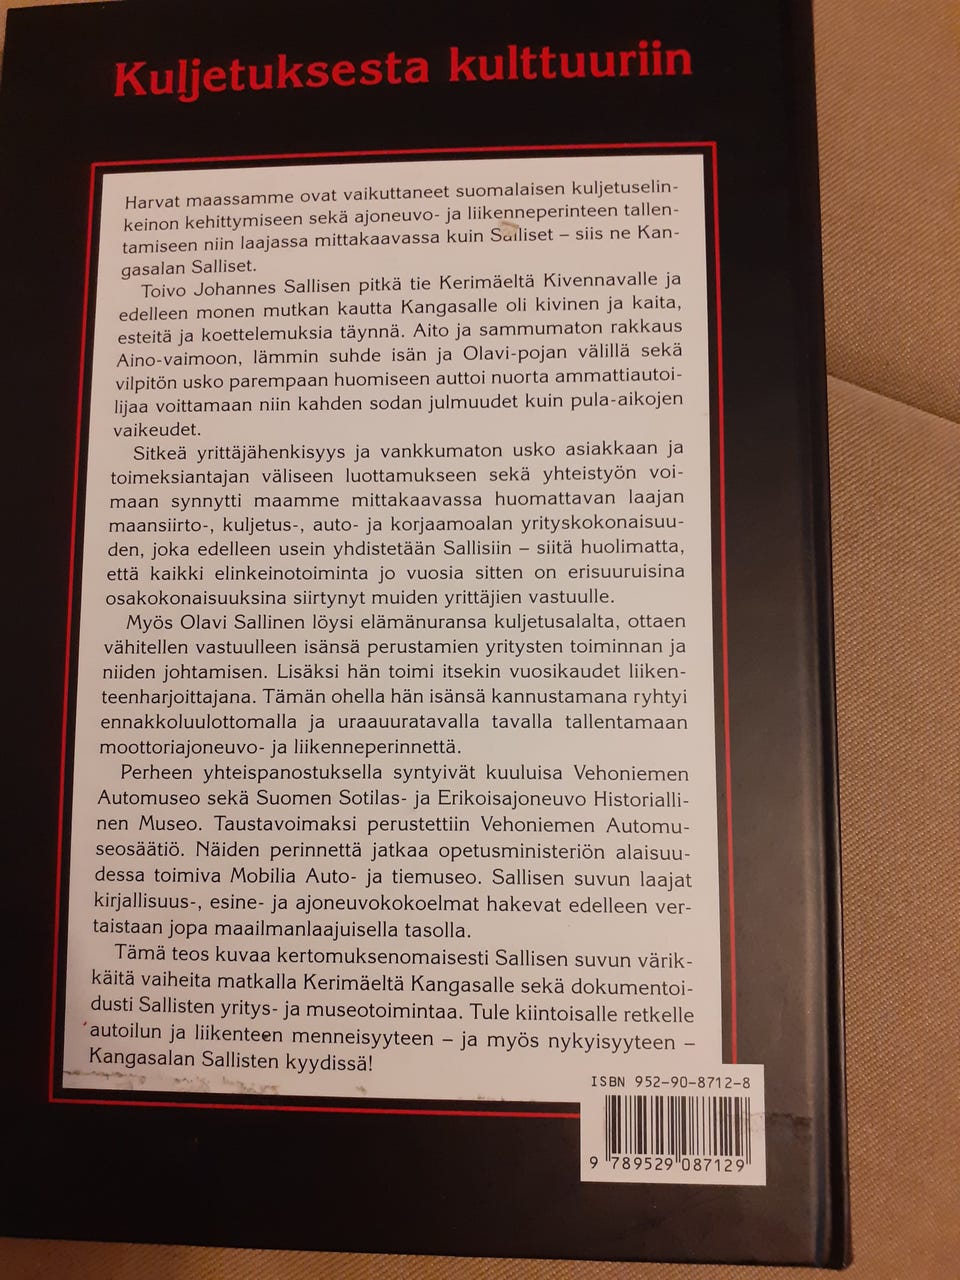 Kuljetuksesta kulttuuriin
Harvat maassamme ovat vaikuttaneet suomalaisen kuljetuselin-
keinon kehittymiseen sekä ajoneuvo- ja liikenneperinteen tallen-
tamiseen niin laajassa mittakaavassa kuin Salliset – siis ne Kan-
gasalan Salliset.
Toivo Johannes Sallisen pitkä tie Kerimäeltä Kivennavalle ja
edelleen monen mutkan kautta Kangasalle oli kivinen ja kaita,
esteitä ja koettelemuksia täynnä. Aito ja sammumaton rakkaus
Aino-vaimoon, lämmin suhde isän ja Olavi-pojan välillä sekä
vilpitön usko parempaan huomiseen auttoi nuorta ammattiautoi-
lijaa voittamaan niin kahden sodan julmuudet kuin pula-aikojen
vaikeudet.
Sitkeä yrittäjähenkisyys ja vankkumaton usko asiakkaan ja
toimeksiantajan väliseen luottamukseen sekä yhteistyön voi-
maan synnytti maamme mittakaavassa huomattavan laajan
maansiirto-, kuljetus-, auto- ja korjaamoalan yrityskokonaisuu-
den, joka edelleen usein yhdistetään Sallisiin – siitä huolimatta,
että kaikki elinkeinotoiminta jo vuosia sitten on erisuuruisina
osakokonaisuuksina siirtynyt muiden yrittäjien vastuulle.
Myös Olavi Sallinen löysi elämänuransa kuljetusalalta, ottaen
vähitellen vastuulleen isänsä perustamien yritysten toiminnan ja
niiden johtamisen. Lisäksi hän toimi itsekin vuosikaudet liiken-
teenharjoittajana. Tämän ohella hän isänsä kannustamana ryhtyi
ennakkoluulottomalla ja uraauuratavalla tavalla tallentamaan
moottoriajoneuvo- ja liikenneperinnettä.
Perheen yhteispanostuksella syntyivät kuuluisa Vehoniemen
Automuseo sekä Suomen Sotilas- ja Erikoisajoneuvo Historialli-
nen Museo. Taustavoimaksi perustettiin Vehoniemen Automu-
seosäätiö. Näiden perinnettä jatkaa opetusministeriön alaisuu-
dessa toimiva Mobilia Auto- ja tiemuseo. Sallisen suvun laajat
kirjallisuus-, esine- ja ajoneuvokokoelmat hakevat edelleen ver-
taistaan jopa maailmanlaajuisella tasolla.
Tämä teos kuvaa kertomuksenomaisesti Sallisen suvun värik-
käitä vaiheita matkalla Kerimäeltä Kangasalle sekä dokumentoi-
dusti Sallisten yritys- ja museotoimintaa. Tule kiintoisalle retkelle
autoilun ja liikenteen menneisyyteen – ja myös nykyisyyteen –
Kangasalan Sallisten kyydissä!
ISBN 952-90-8712-8
9 789529 087129